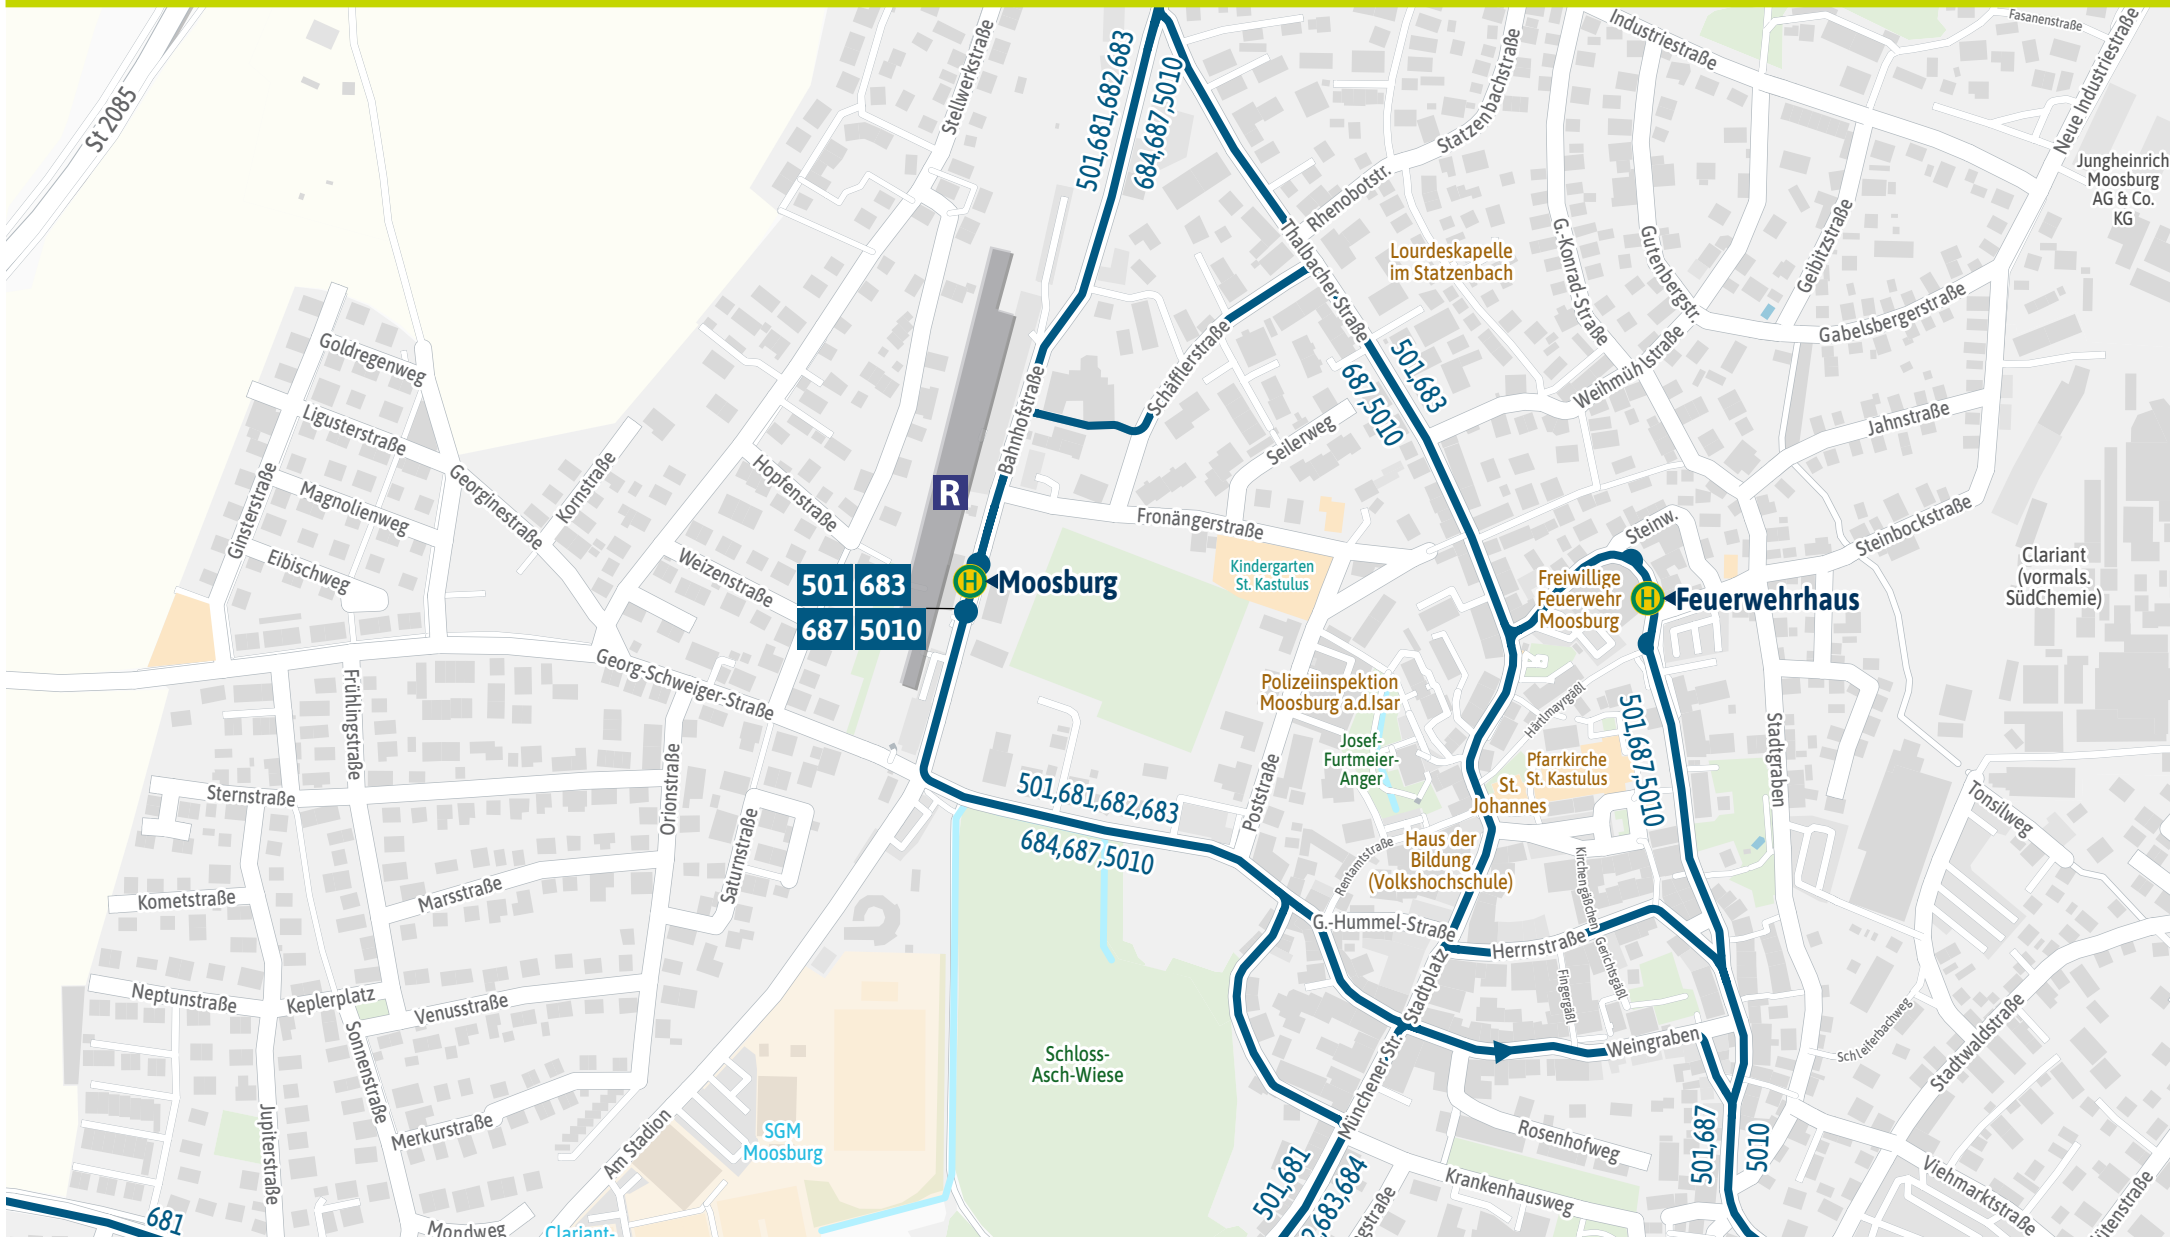 St 2085
Stellwerkstraße
501,681,682,683
684,687,5010
Statzenbachstraße
Industriestraße
Fasanenstraße
Neue Industriestraße
Jungheinrich
Moosburg
AG & Co.
KG
Rhenobotstr.
Thalbacher Straße
Lourdeskapelle
im Statzenbach
G.-Konrad-Straße
Gutenbergstr.
Geibitzstraße
Gabelsbergerstraße
Weihmühlstraße
Jahnstraße
Goldregenweg
Ligusterstraße
Magnolienweg
Eibischweg
Ginsterstraße
Georginestraße
Kornstraße
Hopfenstraße
Weizenstraße
Bahnhofstraße
Schäfflerstraße
Seilerweg
501,683
687,5010
R
Fronängerstraße
Steinw.
Steinbockstraße
Clariant
(vormals.
SüdChemie)
Kindergarten
St. Kastulus
Freiwillige
Feuerwehr
Moosburg
H
Feuerwehrhaus
501 683
687 5010
H
Moosburg
Georg-Schweiger-Straße
Frühlingstraße
Polizeiinspektion
Moosburg a.d.Isar
Härtlmayrgäßl
501,687,5010
Stadtgraben
Josef-
Furtmeier-
Anger
Pfarrkirche
St. Kastulus
St.
Johannes
Sternstraße
Orionstraße
Saturnstraße
501,681,682,683
684,687,5010
Poststraße
Rentamtstraße
Haus der
Bildung
(Volkshochschule)
Kirchengäßchen
Tonsilweg
Kometstraße
Marsstraße
G.-Hummel-Straße
Herrnstraße
Gerichtsgäßl
Fingergäßl
Stadtplatz
Neptunstraße
Keplerplatz
Venusstraße
Sonnenstraße
Schloss-
Asch-Wiese
Münchener Str.
Weingraben
Schleiferbachweg
Stadtwaldstraße
Jupiterstraße
Merkurstraße
Am Stadion
SGM
Moosburg
Rosenhofweg
501,687
5010
Krankenhausweg
Viehmarktstraße
501,681
2,683,684
gstraße
ütenstraße
681
Mondweg
Clariant-